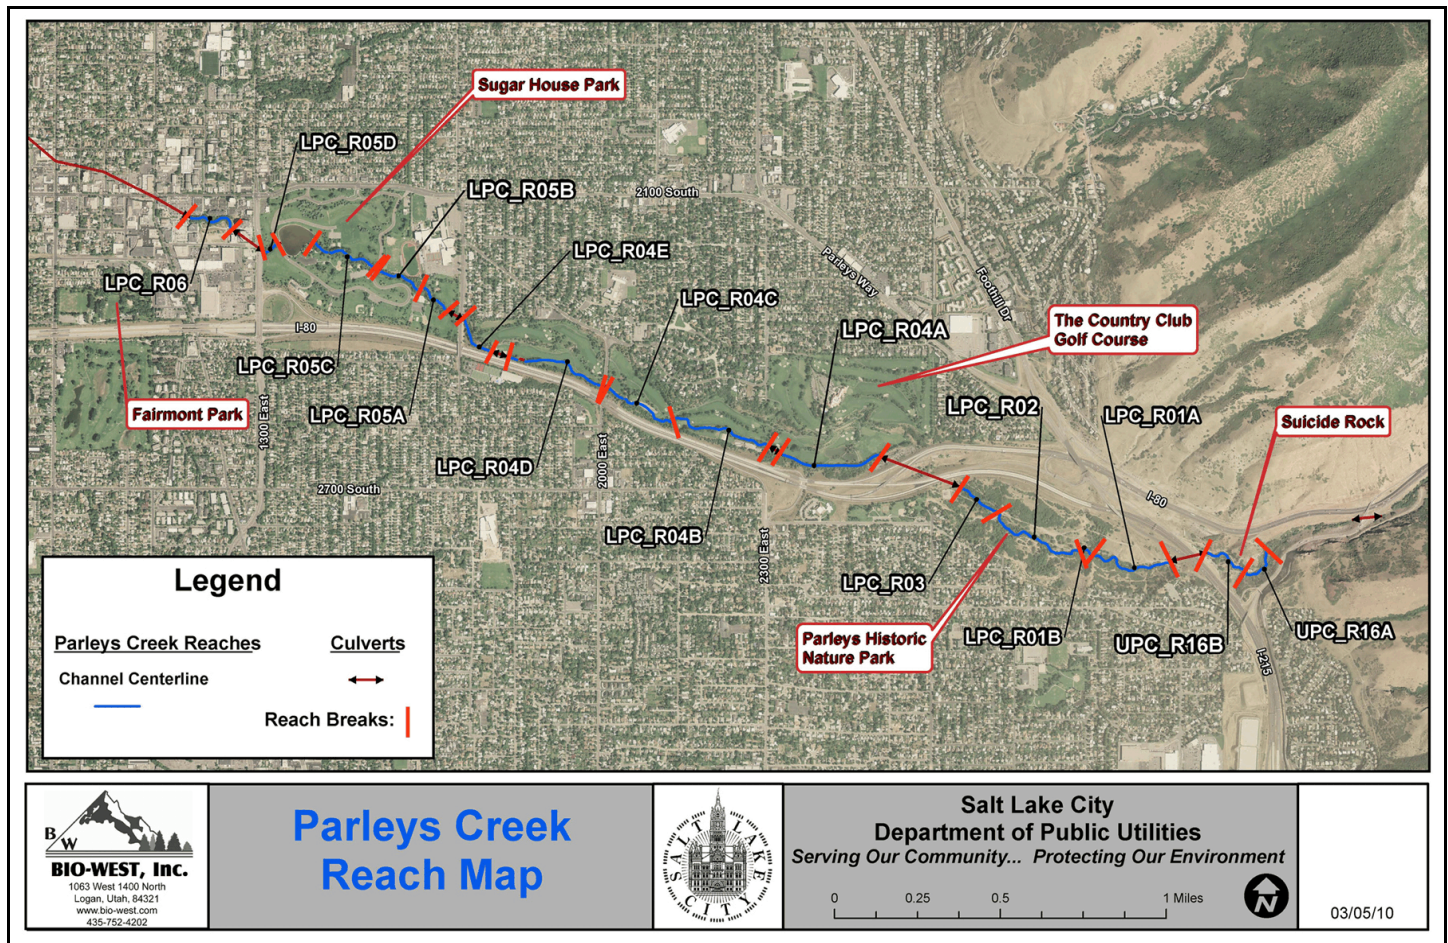 Sugar House Park
LPC_R05D
LPC_R05B
2100 South
LPC_R04E
Parleys Way
Foothill Dr
LPC_R06
LPC_R04C
The Country Club
Golf Course
I-80
LPC_R04A
LPC_R05C
Fairmont Park
LPC_R05A
1300 East
LPC_R02
LPC_R01A
Suicide Rock
LPC_R04D
2000 East
2700 South
I-80
LPC_R04B
2300 East
LPC_R03
Parleys Historic
Nature Park
LPC_R01B
UPC_R16B
UPC_R16A
I-215
Legend
Parleys Creek Reaches
Culverts
Channel Centerline
Reach Breaks:
B
W
BIO-WEST, Inc.
1063 West 1400 North
Logan, Utah, 84321
www.bio-west.com
435-752-4202
Parleys Creek
Reach Map
SALT LAKE
CITY
Salt Lake City
Department of Public Utilities
Serving Our Community... Protecting Our Environment
0 0.25 0.5 1 Miles
N
03/05/10